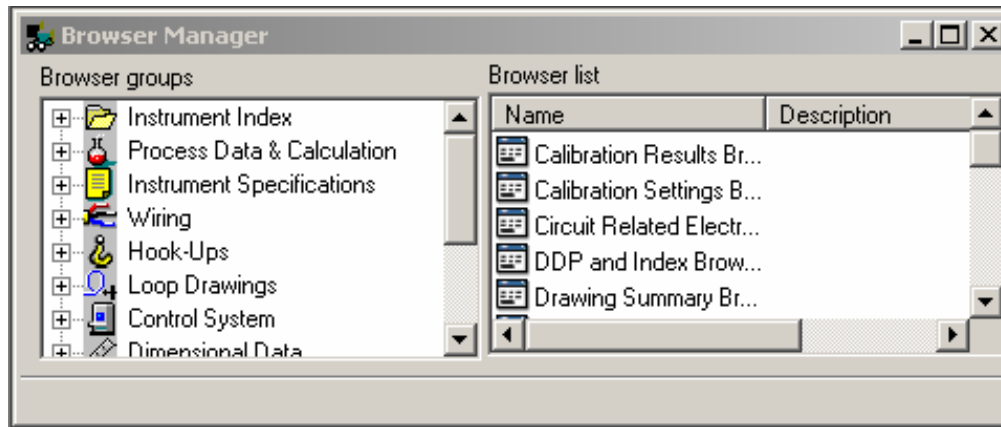 Browser Manager
Browser groups
Instrument Index
Process Data & Calculation
Instrument Specifications
Wiring
Hook-Ups
Loop Drawings
Control System
Dimensional Data
Browser list
Name Description
Calibration Results Br...
Calibration Settings B...
Circuit Related Electr...
DDP and Index Brow...
Drawing Summary Br...